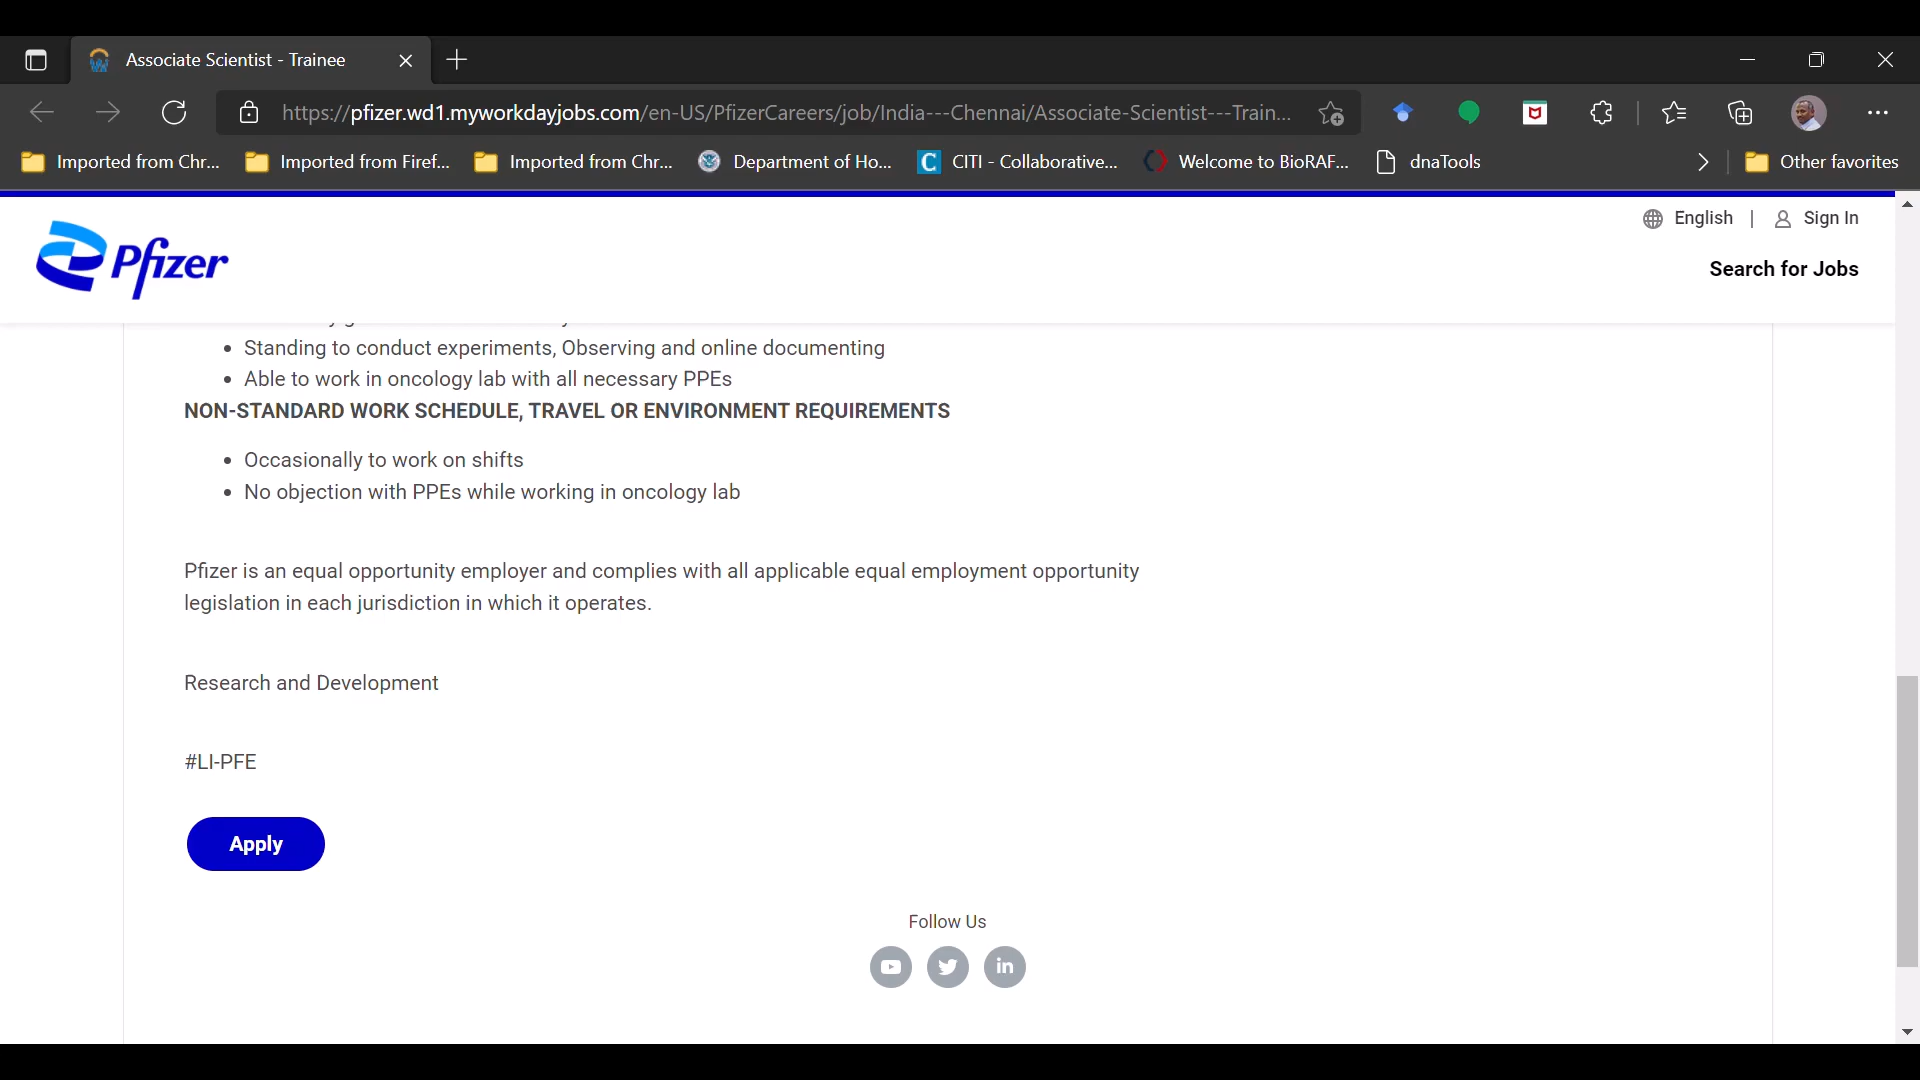 Associate Scientist - Trainee
https://pfizer.wd1.myworkdayjobs.com/en-US/PfizerCareers/job/India---Chennai/Associate-Scientist---Train...
Imported from Chr... Imported from Firef... Imported from Chr... Department of Ho... C CITI - Collaborative... Welcome to BioRAF... dnaTools Other favorites
English | Sign In
Pfizer
Search for Jobs
• Standing to conduct experiments, Observing and online documenting
• Able to work in oncology lab with all necessary PPEs
NON-STANDARD WORK SCHEDULE, TRAVEL OR ENVIRONMENT REQUIREMENTS
• Occasionally to work on shifts
• No objection with PPEs while working in oncology lab
Pfizer is an equal opportunity employer and complies with all applicable equal employment opportunity
legislation in each jurisdiction in which it operates.
Research and Development
#LI-PFE
Apply
Follow Us
in